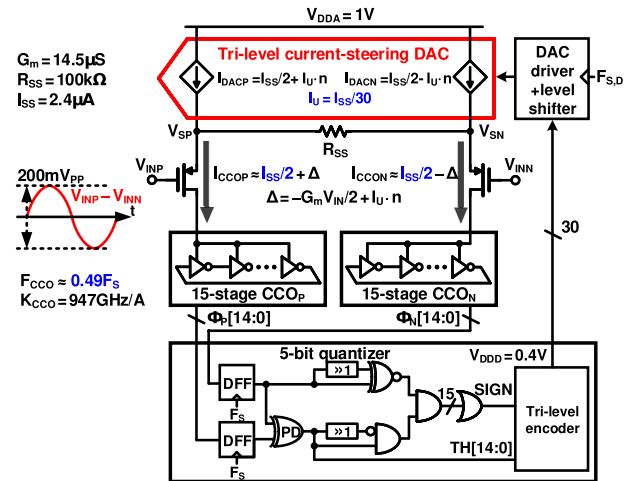 V_DDA = 1V
G_m = 14.5µS
R_SS = 100kΩ
I_SS = 2.4µA
Tri-level current-steering DAC
I_DACP = I_SS/2 + I_U·n
I_DACN = I_SS/2 - I_U·n
I_U = I_SS/30
DAC
driver
+level
shifter
F_S,D
V_SP
R_SS
V_SN
V_INP
I_CCOP ≈ I_SS/2 + Δ
I_CCON ≈ I_SS/2 − Δ
V_INN
Δ = −G_m V_IN/2 + I_U·n
200mV_PP
V_INP − V_INN
t
30
F_CCO ≈ 0.49F_S
K_CCO = 947GHz/A
15-stage CCO_P
15-stage CCO_N
Φ_P[14:0]
Φ_N[14:0]
5-bit quantizer
V_DDD = 0.4V
DFF
F_S
»1
15
SIGN
Tri-level
encoder
DFF
F_S
PD
»1
TH[14:0]